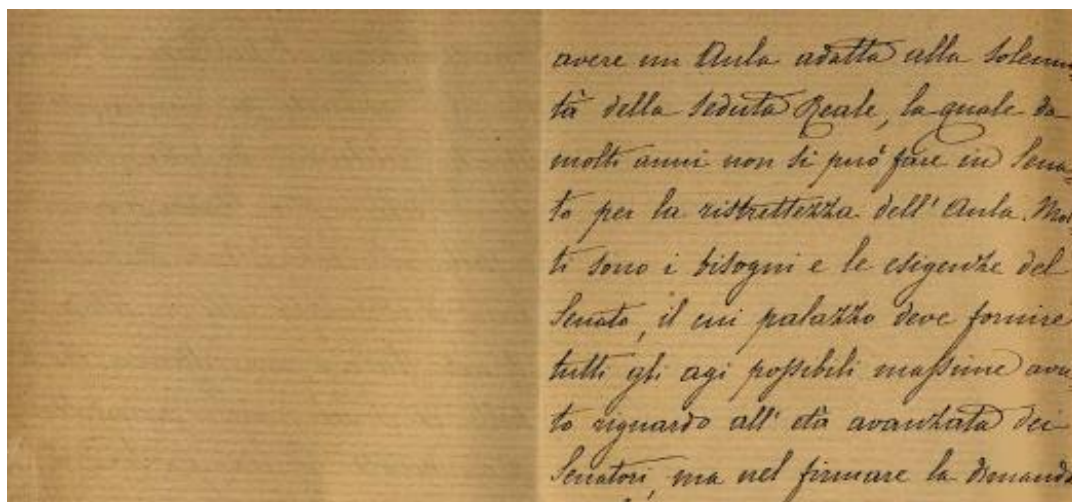 avere un Aula adatta alla solenni-
tà della seduta Reale, la quale da
molti anni non si può fare in Sena-
to per la ristrettezza dell' Aula. Mol-
ti sono i bisogni e le esigenze del
Senato, il cui palazzo deve fornire
tutti gli agi possibili massime avu-
to riguardo all' età avanzata dei
Senatori, ma nel firmare la dimanda